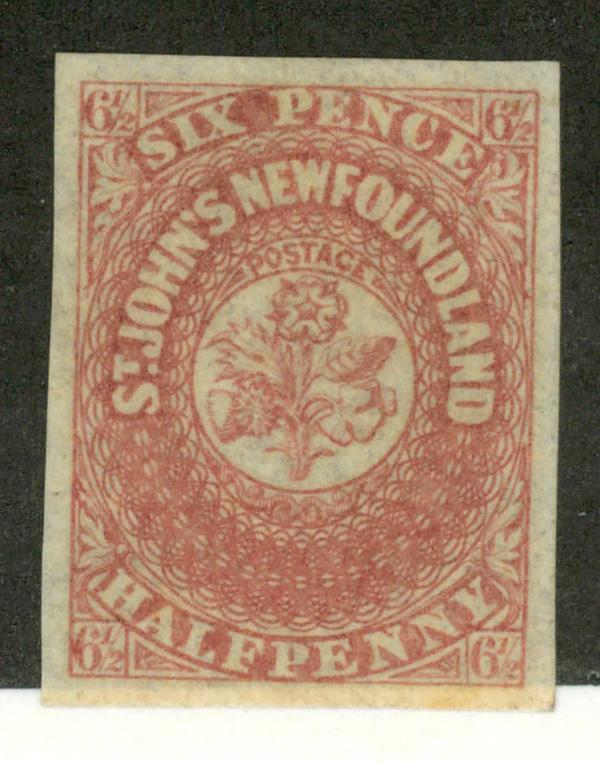 6½ SIX PENCE 6½
ST. JOHN'S NEWFOUNDLAND
POSTAGE
6½ HALFPENNY 6½